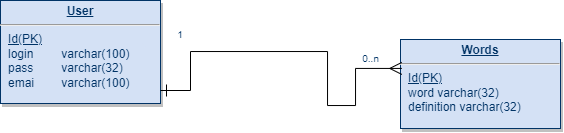 User
Id(PK)
login varchar(100)
pass varchar(32)
emai varchar(100)
1
0..n
Words
Id(PK)
word varchar(32)
definition varchar(32)